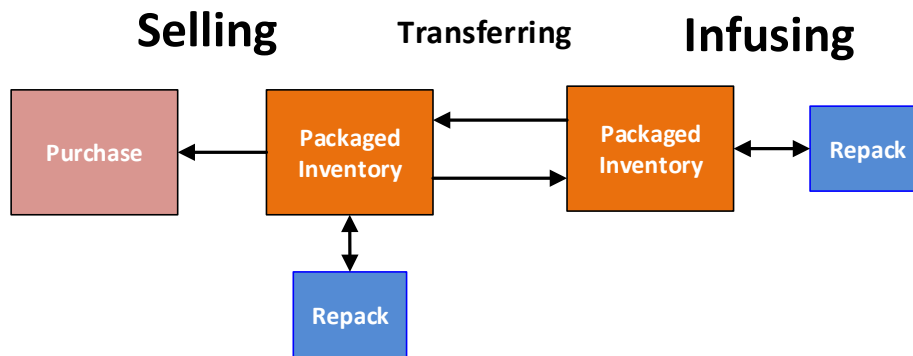 Selling
Transferring
Infusing
Purchase
Packaged
Inventory
Packaged
Inventory
Repack
Repack